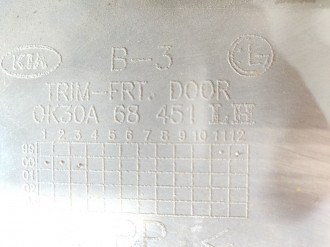 KIA B-3 L
TRIM-FRT. DOOR
0K30A 68 451 LH
1 2 3 4 5 6 7 8 9 10 11 12